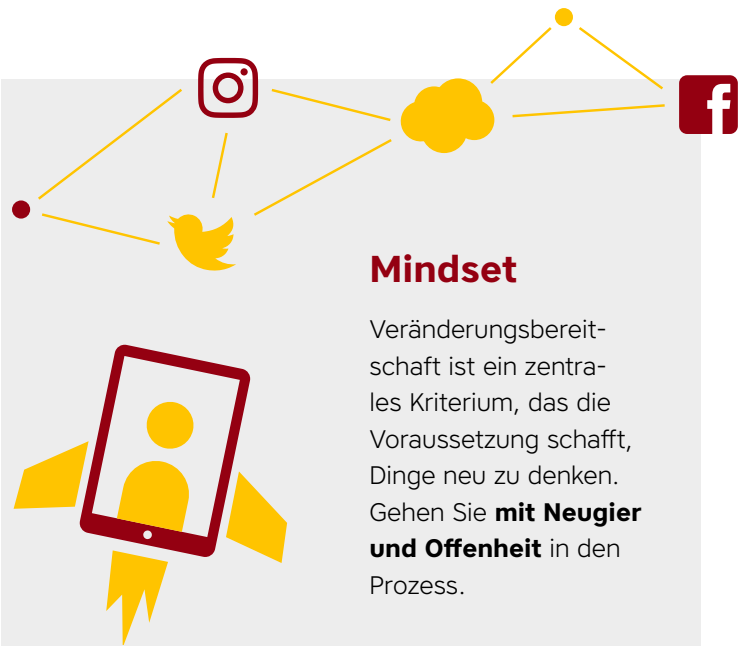 Mindset
Veränderungsbereit-
schaft ist ein zentra-
les Kriterium, das die
Voraussetzung schafft,
Dinge neu zu denken.
Gehen Sie mit Neugier
und Offenheit in den
Prozess.